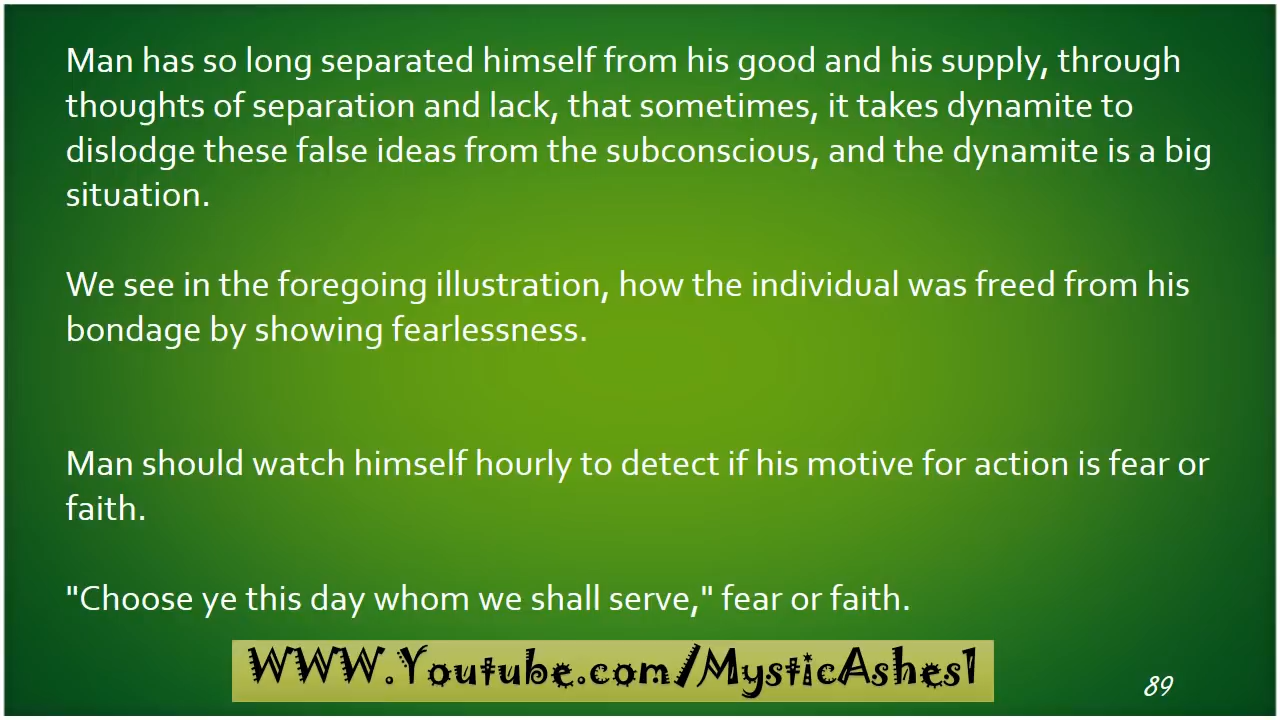 Man has so long separated himself from his good and his supply, through
thoughts of separation and lack, that sometimes, it takes dynamite to
dislodge these false ideas from the subconscious, and the dynamite is a big
situation.
We see in the foregoing illustration, how the individual was freed from his
bondage by showing fearlessness.
Man should watch himself hourly to detect if his motive for action is fear or
faith.
"Choose ye this day whom we shall serve," fear or faith.
WWW.Youtube.com/MysticAshes1
89